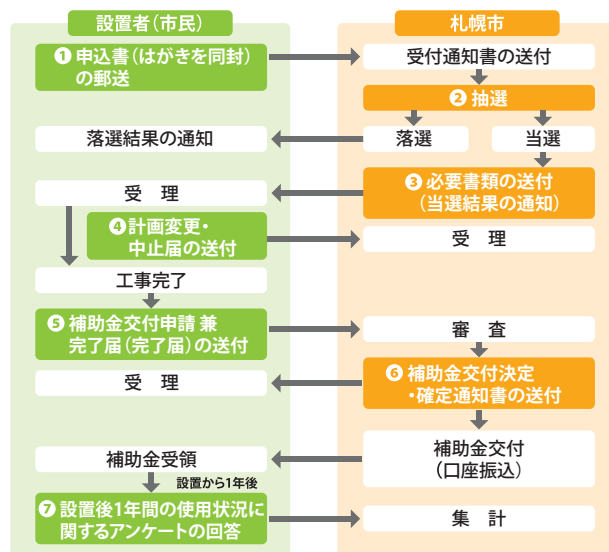 設置者(市民)
札幌市
❶申込書(はがきを同封)
の郵送
受付通知書の送付
❷抽選
落選結果の通知
落選
当選
❸必要書類の送付
(当選結果の通知)
受 理
❹計画変更・
中止届の送付
受 理
工事完了
❺補助金交付申請 兼
完了届(完了届)の送付
審 査
❻補助金交付決定
・確定通知書の送付
受 理
補助金交付
(口座振込)
補助金受領
設置から1年後
❼設置後1年間の使用状況に
関するアンケートの回答
集 計